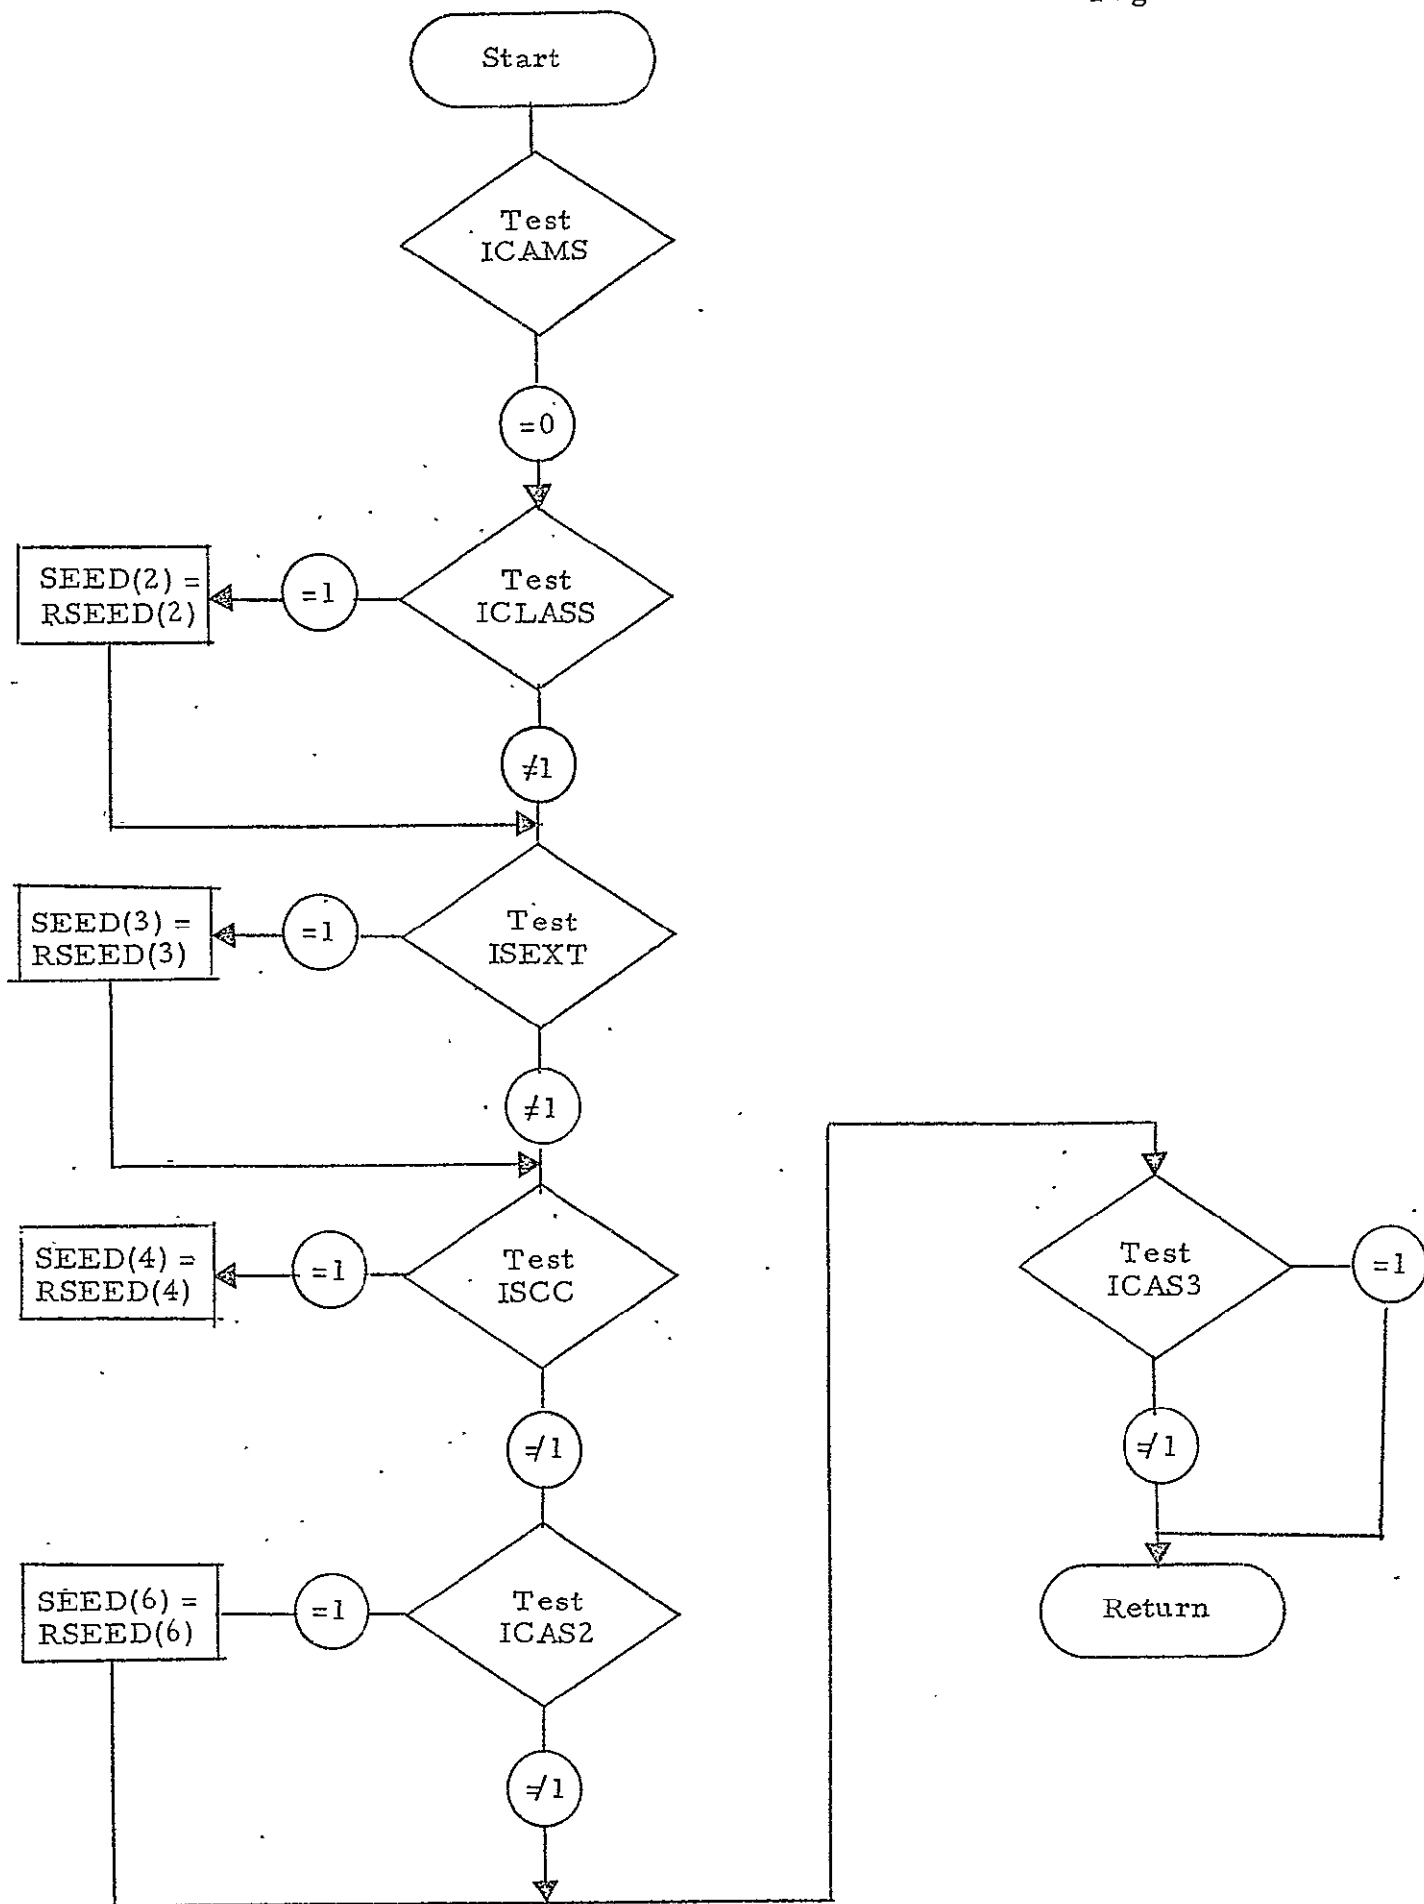 Start
Test
ICAMS
=0
Test
ICLASS
=1
SEED(2) =
RSEED(2)
≠1
Test
ISEXT
=1
SEED(3) =
RSEED(3)
≠1
Test
ISCC
=1
SEED(4) =
RSEED(4)
≠1
Test
ICAS2
=1
SEED(6) =
RSEED(6)
≠1
Test
ICAS3
=1
≠1
Return